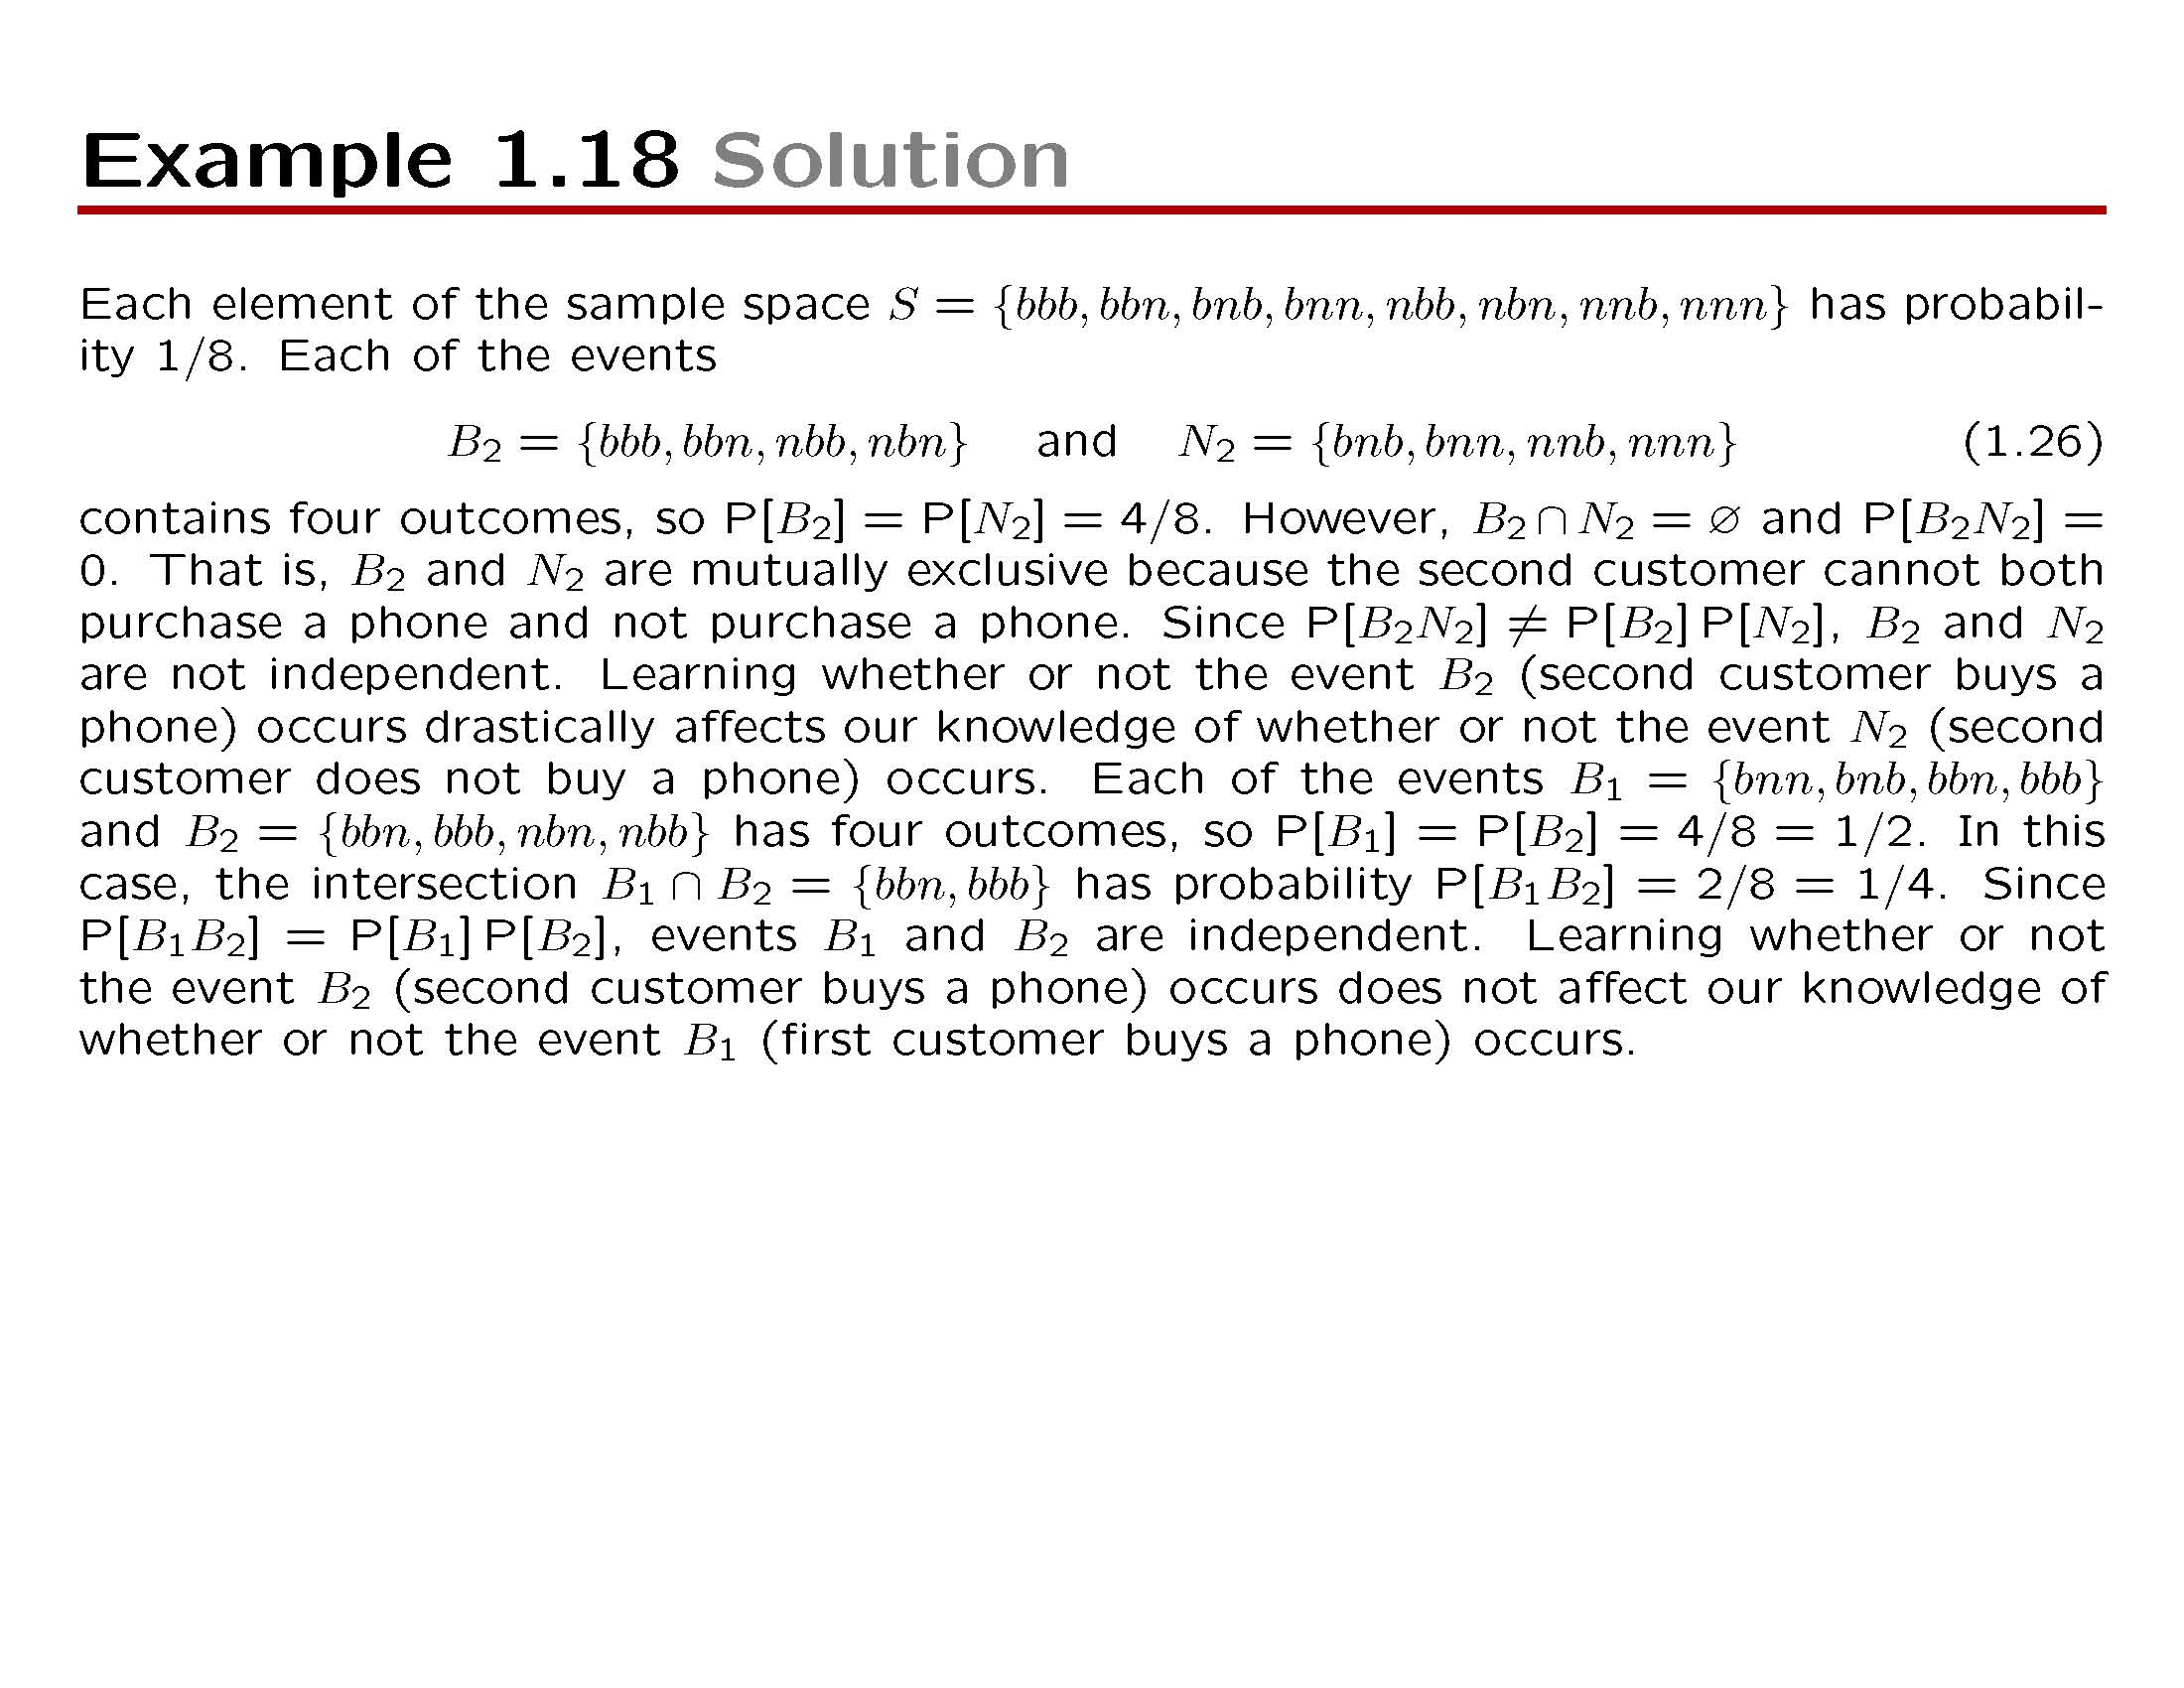 Example 1.18 Solution
Each element of the sample space S = {bbb, bbn, bnb, bnn, nbb, nbn, nnb, nnn} has probabil-
ity 1/8. Each of the events
B₂ = {bbb, bbn, nbb, nbn} and N₂ = {bnb, bnn, nnb, nnn} (1.26)
contains four outcomes, so P[B₂] = P[N₂] = 4/8. However, B₂ ∩ N₂ = ∅ and P[B₂N₂] =
0. That is, B₂ and N₂ are mutually exclusive because the second customer cannot both
purchase a phone and not purchase a phone. Since P[B₂N₂] ≠ P[B₂] P[N₂], B₂ and N₂
are not independent. Learning whether or not the event B₂ (second customer buys a
phone) occurs drastically affects our knowledge of whether or not the event N₂ (second
customer does not buy a phone) occurs. Each of the events B₁ = {bnn, bnb, bbn, bbb}
and B₂ = {bbn, bbb, nbn, nbb} has four outcomes, so P[B₁] = P[B₂] = 4/8 = 1/2. In this
case, the intersection B₁ ∩ B₂ = {bbn, bbb} has probability P[B₁B₂] = 2/8 = 1/4. Since
P[B₁B₂] = P[B₁] P[B₂], events B₁ and B₂ are independent. Learning whether or not
the event B₂ (second customer buys a phone) occurs does not affect our knowledge of
whether or not the event B₁ (first customer buys a phone) occurs.